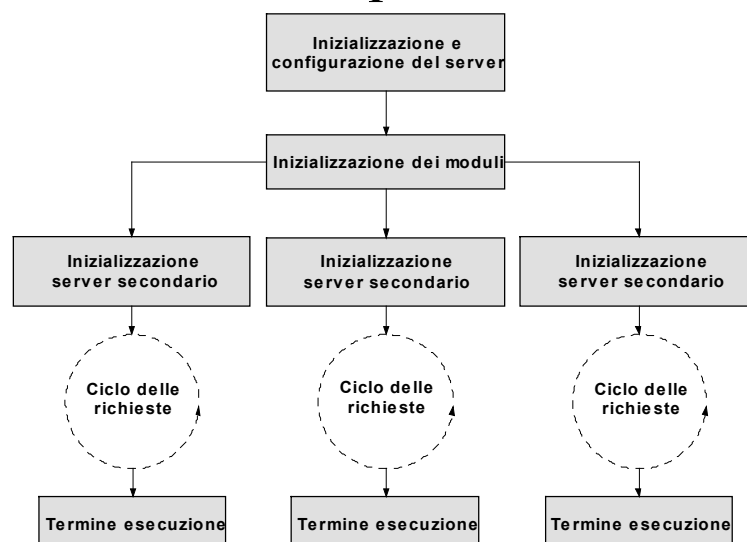 Inizializzazione e
configurazione del server
Inizializzazione dei moduli
Inizializzazione
server secondario
Inizializzazione
server secondario
Inizializzazione
server secondario
Ciclo delle
richieste
Ciclo delle
richieste
Ciclo delle
richieste
Termine esecuzione
Termine esecuzione
Termine esecuzione